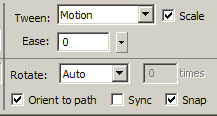 Tween: Motion Scale
Ease: 0
Rotate: Auto 0 times
Orient to path Sync Snap